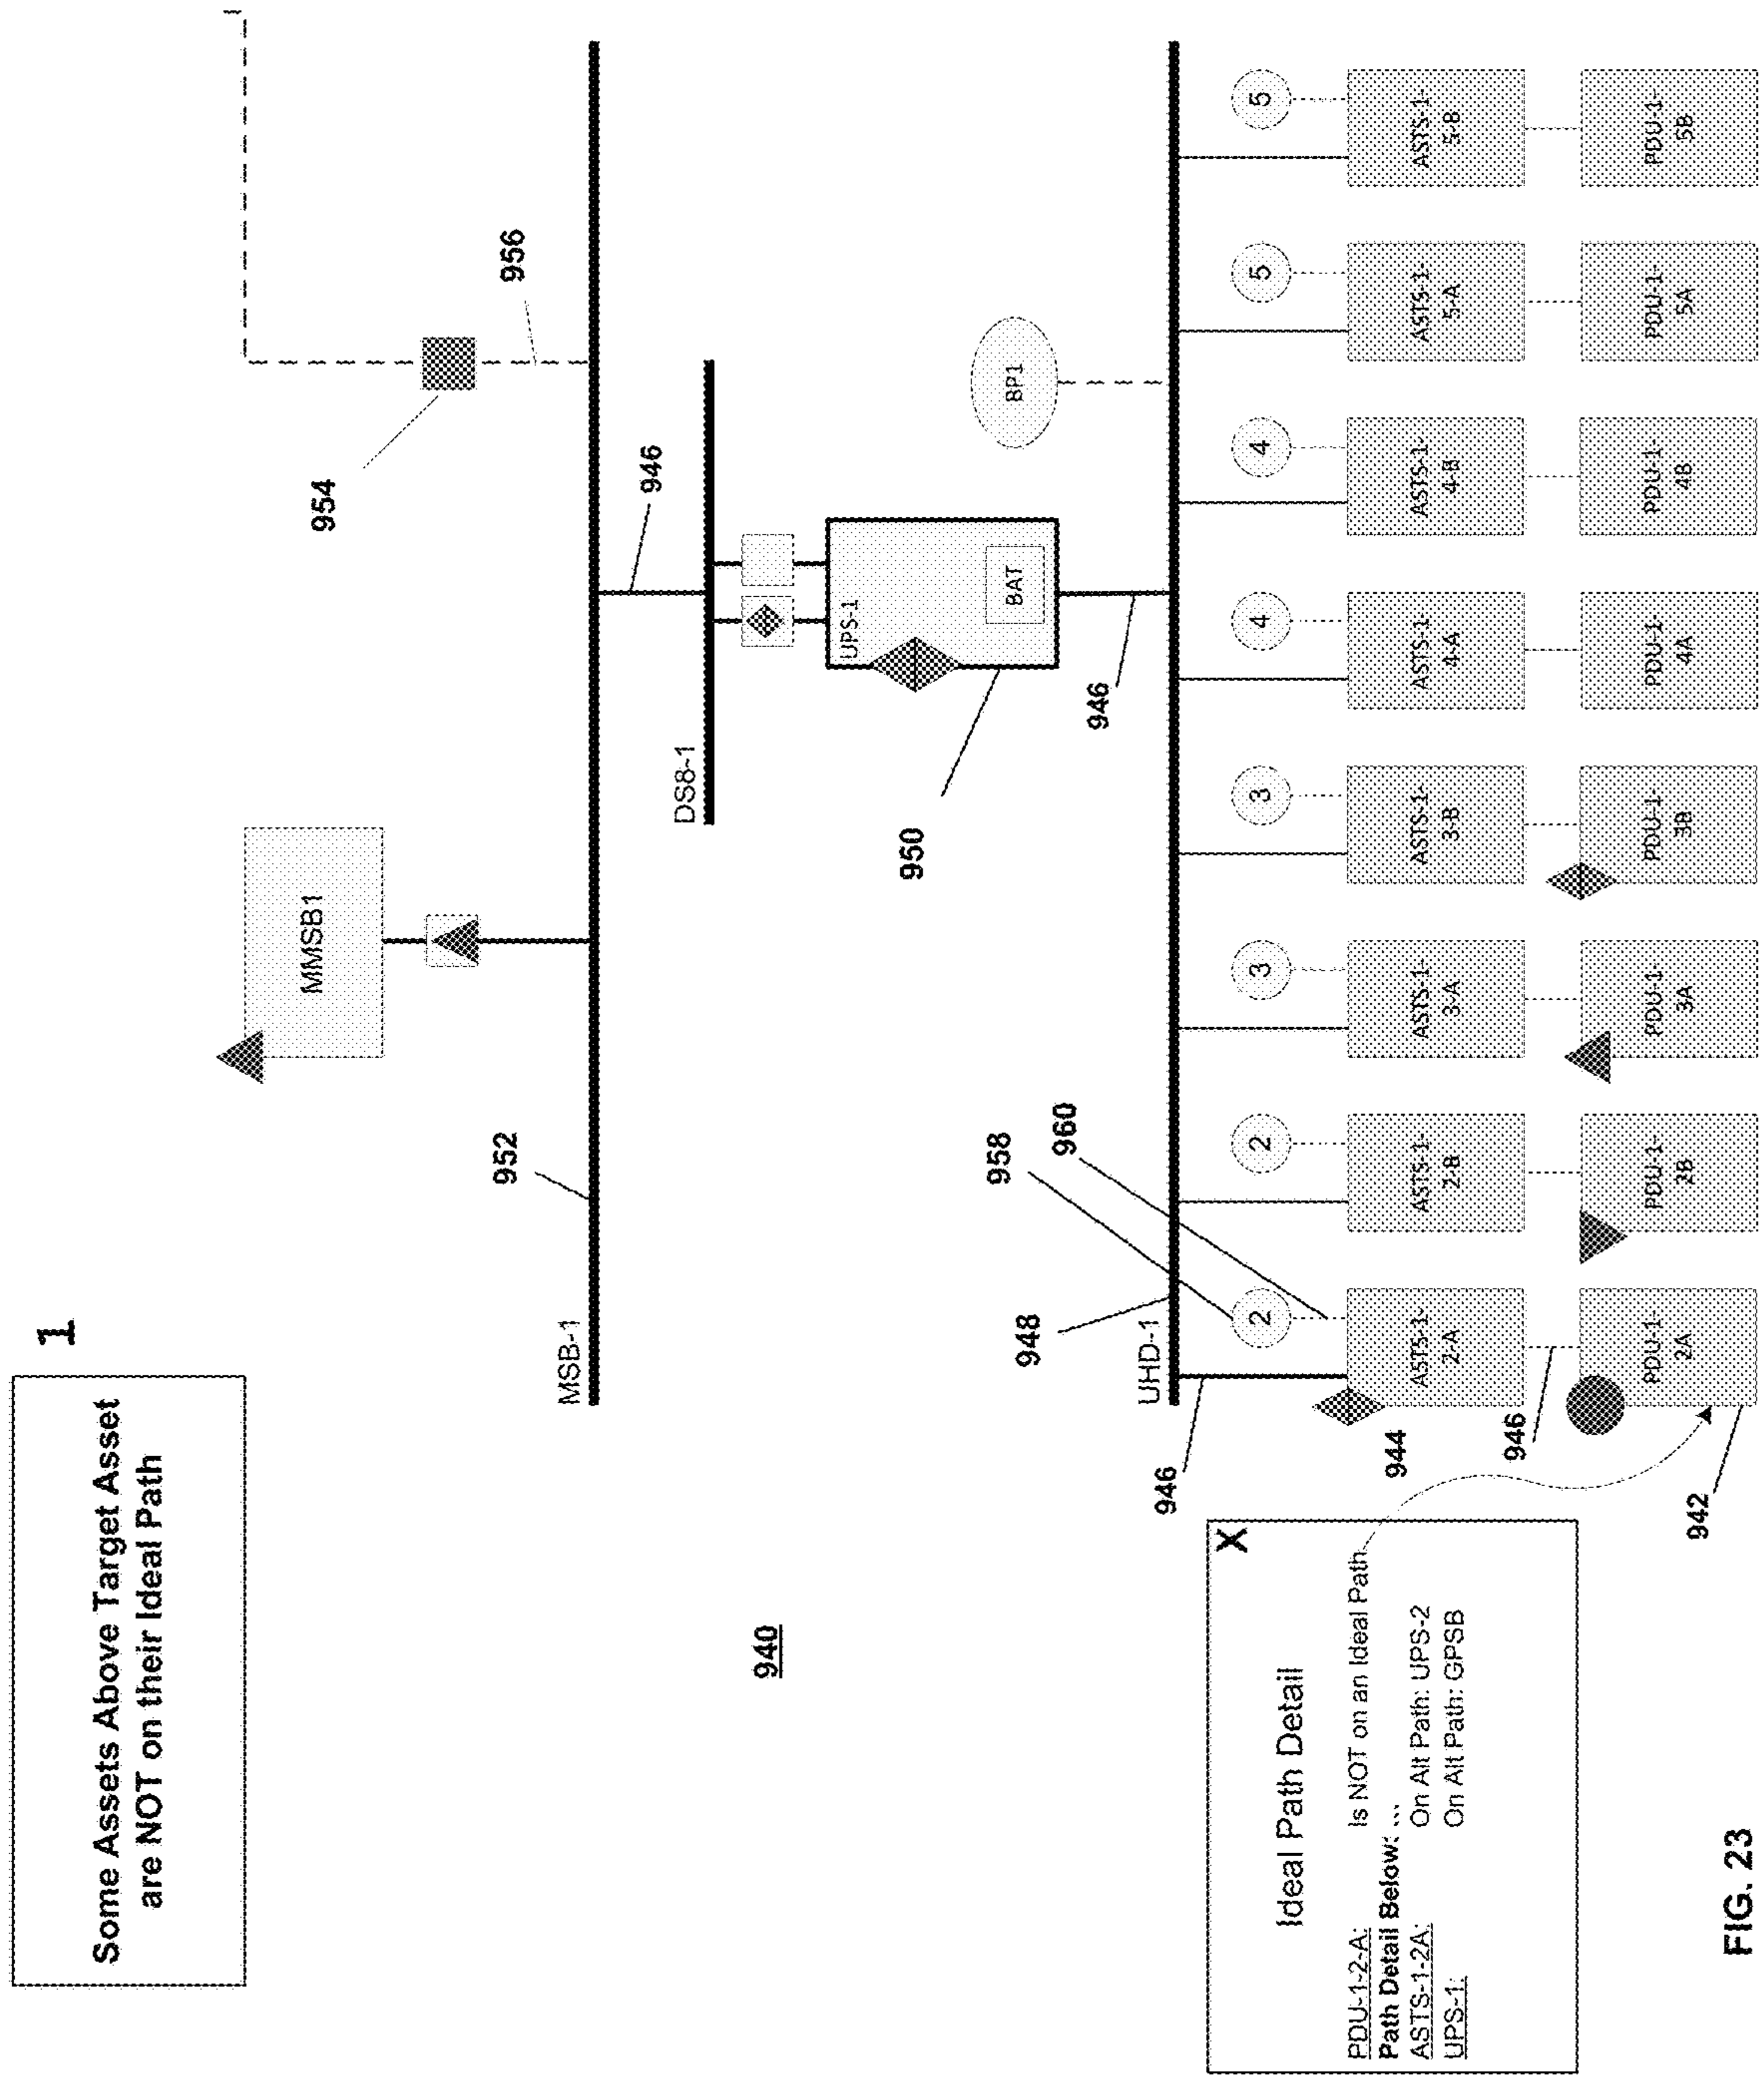 1
Some Assets Above Target Asset
are NOT on their Ideal Path
MMSB1
954
956
952
MSB-1
946
DS8-1
UPS-1
BAT
950
BP1
946
940
958
960
948
UHD-1
2
2
3
3
4
4
5
5
946
944
ASTS-1-
2-A
ASTS-1-
2-B
ASTS-1-
3-A
ASTS-1-
3-B
ASTS-1-
4-A
ASTS-1-
4-B
ASTS-1-
5-A
ASTS-1-
5-B
946
942
PDU-1-
2A
PDU-1-
2B
PDU-1-
3A
PDU-1-
3B
PDU-1-
4A
PDU-1-
4B
PDU-1-
5A
PDU-1-
5B
X
Ideal Path Detail
PDU-1-2-A: Is NOT on an Ideal Path
Path Detail Below: ...
ASTS-1-2A: On Alt Path: UPS-2
UPS-1: On Alt Path: GPSB
FIG. 23